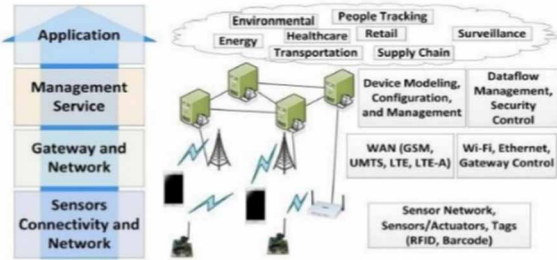 Application
Environmental
People Tracking
Energy
Healthcare
Retail
Surveillance
Transportation
Supply Chain
Management
Service
Device Modeling,
Configuration,
and Management
Dataflow
Management,
Security
Control
Gateway and
Network
WAN (GSM,
UMTS, LTE, LTE-A)
Wi-Fi, Ethernet,
Gateway Control
Sensors
Connectivity and
Network
Sensor Network,
Sensors/Actuators, Tags
(RFID, Barcode)